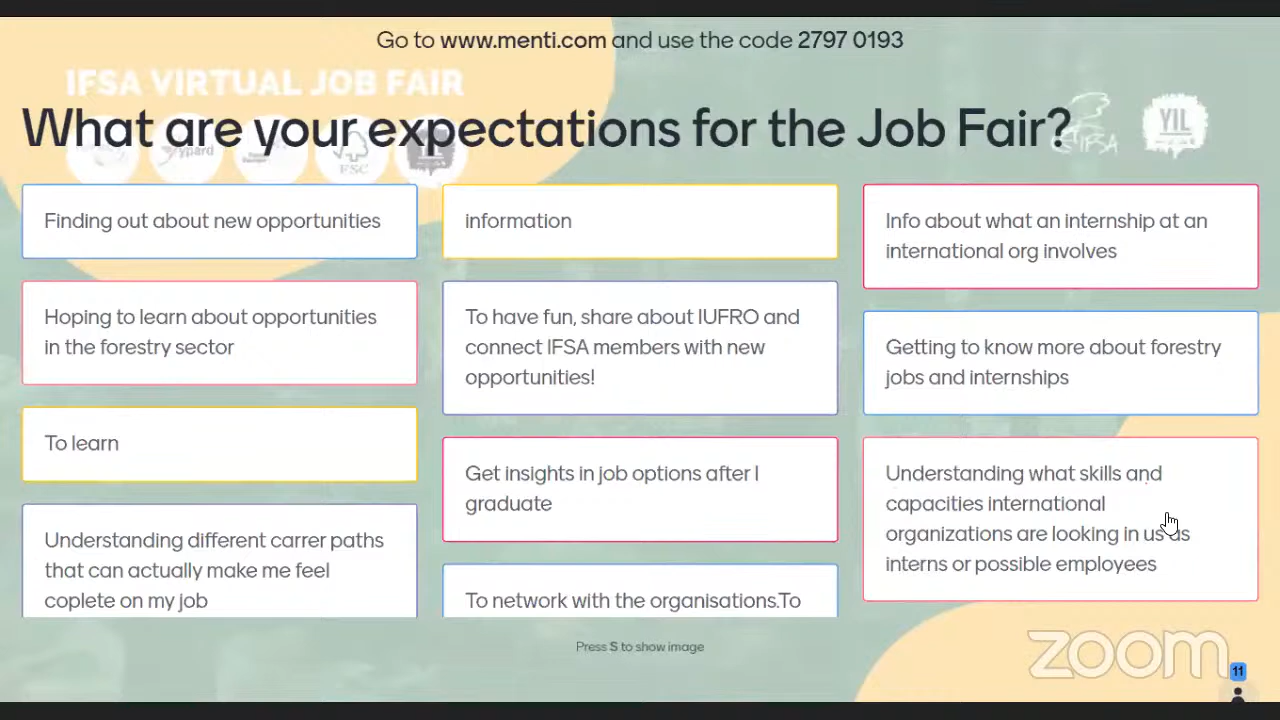 Go to www.menti.com and use the code 2797 0193
IFSA VIRTUAL JOB FAIR
What are your expectations for the Job Fair?
ypard
FSC
YIL
IFSA
YIL
Finding out about new opportunities
Hoping to learn about opportunities
in the forestry sector
To learn
Understanding different carrer paths
that can actually make me feel
coplete on my job
information
To have fun, share about IUFRO and
connect IFSA members with new
opportunities!
Get insights in job options after I
graduate
To network with the organisations.To
Info about what an internship at an
international org involves
Getting to know more about forestry
jobs and internships
Understanding what skills and
capacities international
organizations are looking in us as
interns or possible employees
Press S to show image
zoom
11